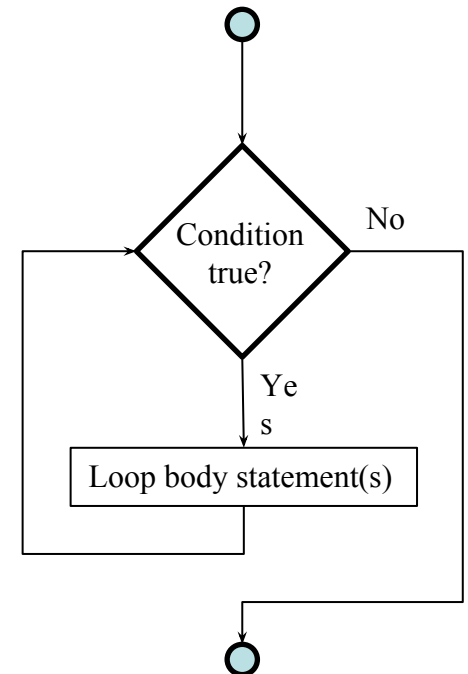 No
Condition
true?
Ye
s
Loop body statement(s)